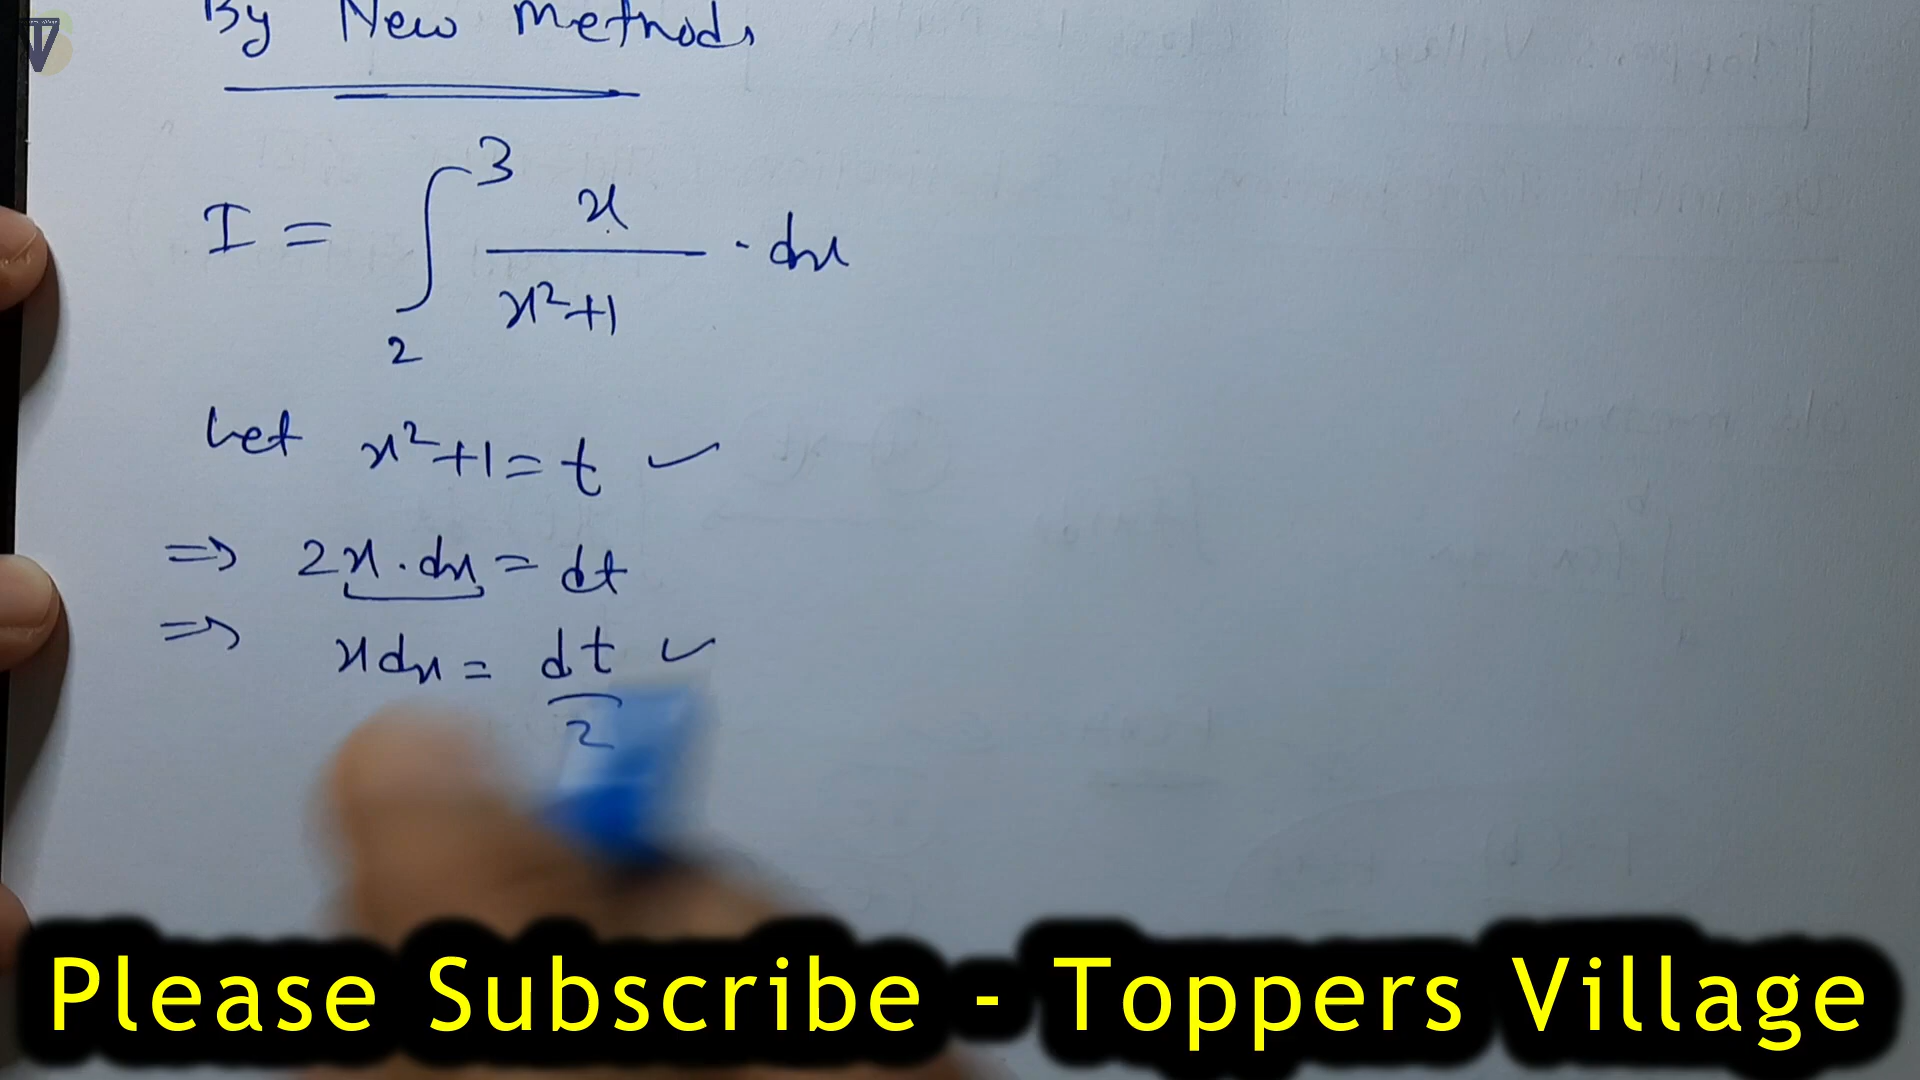 By New Methods
I = ∫₂³ x/(x²+1) · dx
Let x²+1 = t ✓
⇒ 2x·dx = dt
⇒ xdx = dt/2 ✓
Please Subscribe - Toppers Village